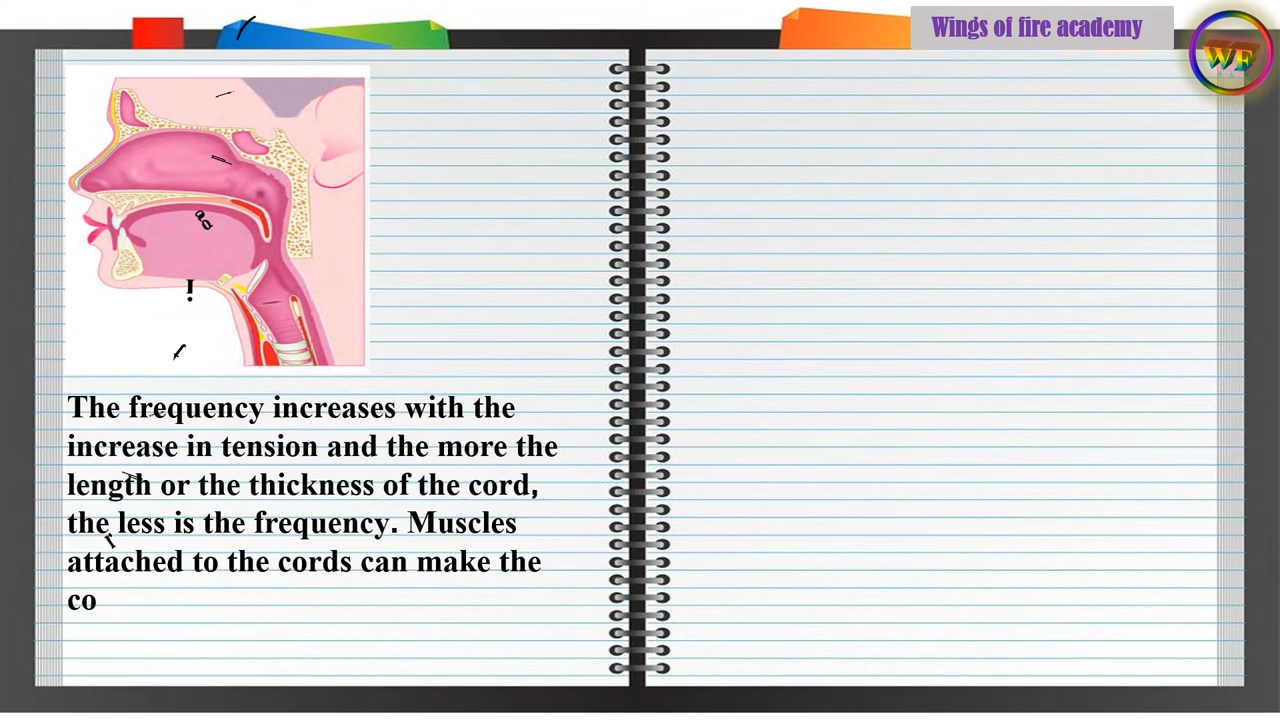 Wings of fire academy
WF
The frequency increases with the
increase in tension and the more the
length or the thickness of the cord,
the less is the frequency. Muscles
attached to the cords can make the
co